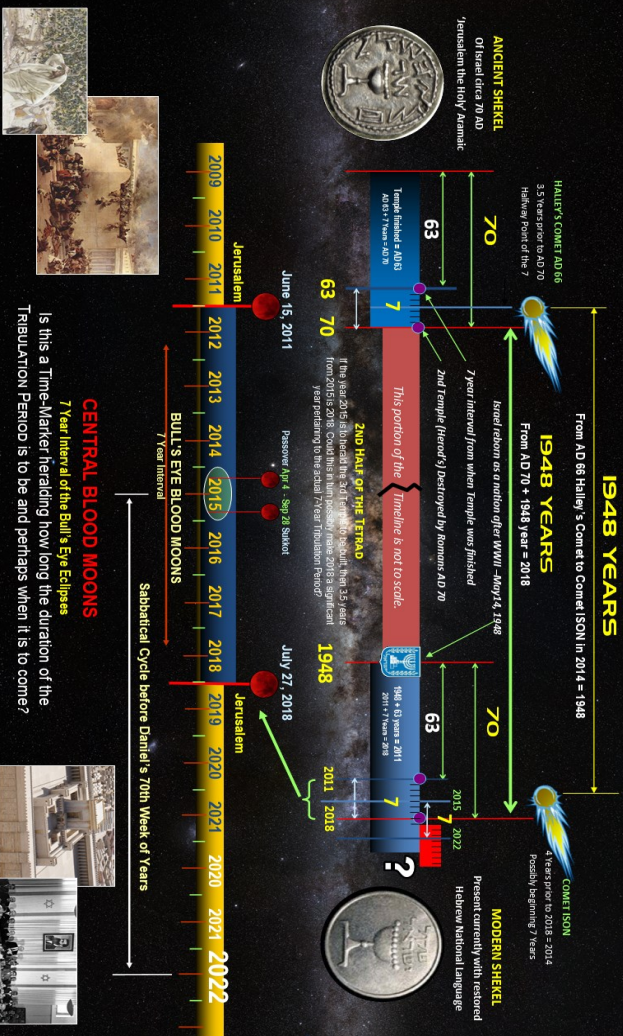 1948 YEARS
From AD 66 Halley's Comet to Comet ISON in 2014 = 1948
1948 YEARS
From AD 70 + 1948 year = 2018
HALLEY'S COMET AD 66
3.5 Years prior to AD 70
Halfway Point of the 7
COMET ISON
4 Years prior to 2018 = 2014
Possibly beginning 7 Years
ANCIENT SHEKEL
Of Israel circa 70 AD
'Jerusalem the Holy' Aramaic
MODERN SHEKEL
Present currently with restored
Hebrew National Language
Israel reborn as a nation after WWII –May14, 1948
7 year interval from when Temple was finished
2nd Temple (Herod's) Destroyed by Romans AD 70
70
63
7
Temple finished = AD 63
AD 63 + 7 Years = AD 70
This portion of the Timeline is not to scale.
70
63
7
7
2015
2022
1948 + 63 years = 2011
2011 + 7 Years = 2018
?
63
70
1948
2011
2018
2ND HALF OF THE TETRAD
If the year 2015 is to herald the 3rd Temple to be built, then 3.5 years
from 2015 is 2018. Could this in turn possibly make 2018 a significant
year pertaining to the actual 7-Year Tribulation Period?
June 15, 2011
Passover Apr 4 - Sep 28 Sukkot
July 27, 2018
Jerusalem
Jerusalem
2009
2010
2011
2012
2013
2014
2015
2016
2017
2018
2019
2020
2021
2020
2021
2022
BULL'S EYE BLOOD MOONS
7 Year Interval
Sabbatical Cycle before Daniel's 70th Week of Years
CENTRAL BLOOD MOONS
7 Year Interval of the Bull's Eye Eclipses
Is this a Time-Marker heralding how long the duration of the
TRIBULATION PERIOD is to be and perhaps when it is to come?